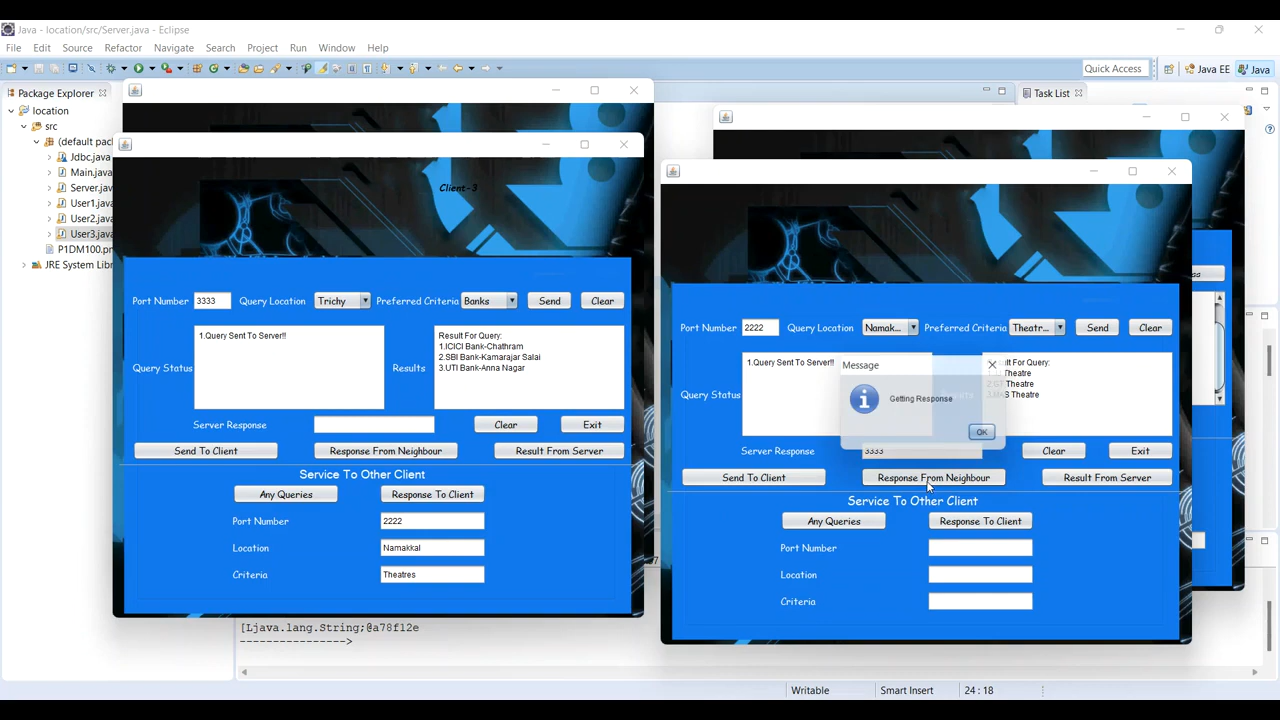 Java - location/src/Server.java - Eclipse
File Edit Source Refactor Navigate Search Project Run Window Help
Quick Access
Java EE
Java
Package Explorer
Task List
location
src
(default pac
Jdbc.java
Main.java
Server.jav
User1.java
User2.java
User3.java
P1DM100.pr
JRE System Libr
Client-3
Port Number 3333 Query Location Trichy Preferred Criteria Banks Send Clear
Query Status
1.Query Sent To Server!!
Results
Result For Query:
1.ICICI Bank-Chathram
2.SBI Bank-Kamarajar Salai
3.UTI Bank-Anna Nagar
Server Response Clear Exit
Send To Client Response From Neighbour Result From Server
Service To Other Client
Any Queries Response To Client
Port Number 2222
Location Namakkal
Criteria Theatres
Port Number 2222 Query Location Namak... Preferred Criteria Theatr... Send Clear
Query Status
1.Query Sent To Server!!
ult For Query:
Theatre
Theatre
S Theatre
Message
Getting Response
OK
Server Response 3333 Clear Exit
Send To Client Response From Neighbour Result From Server
Service To Other Client
Any Queries Response To Client
Port Number
Location
Criteria
[Ljava.lang.String;@a78f12e
---------------->
Writable Smart Insert 24 : 18